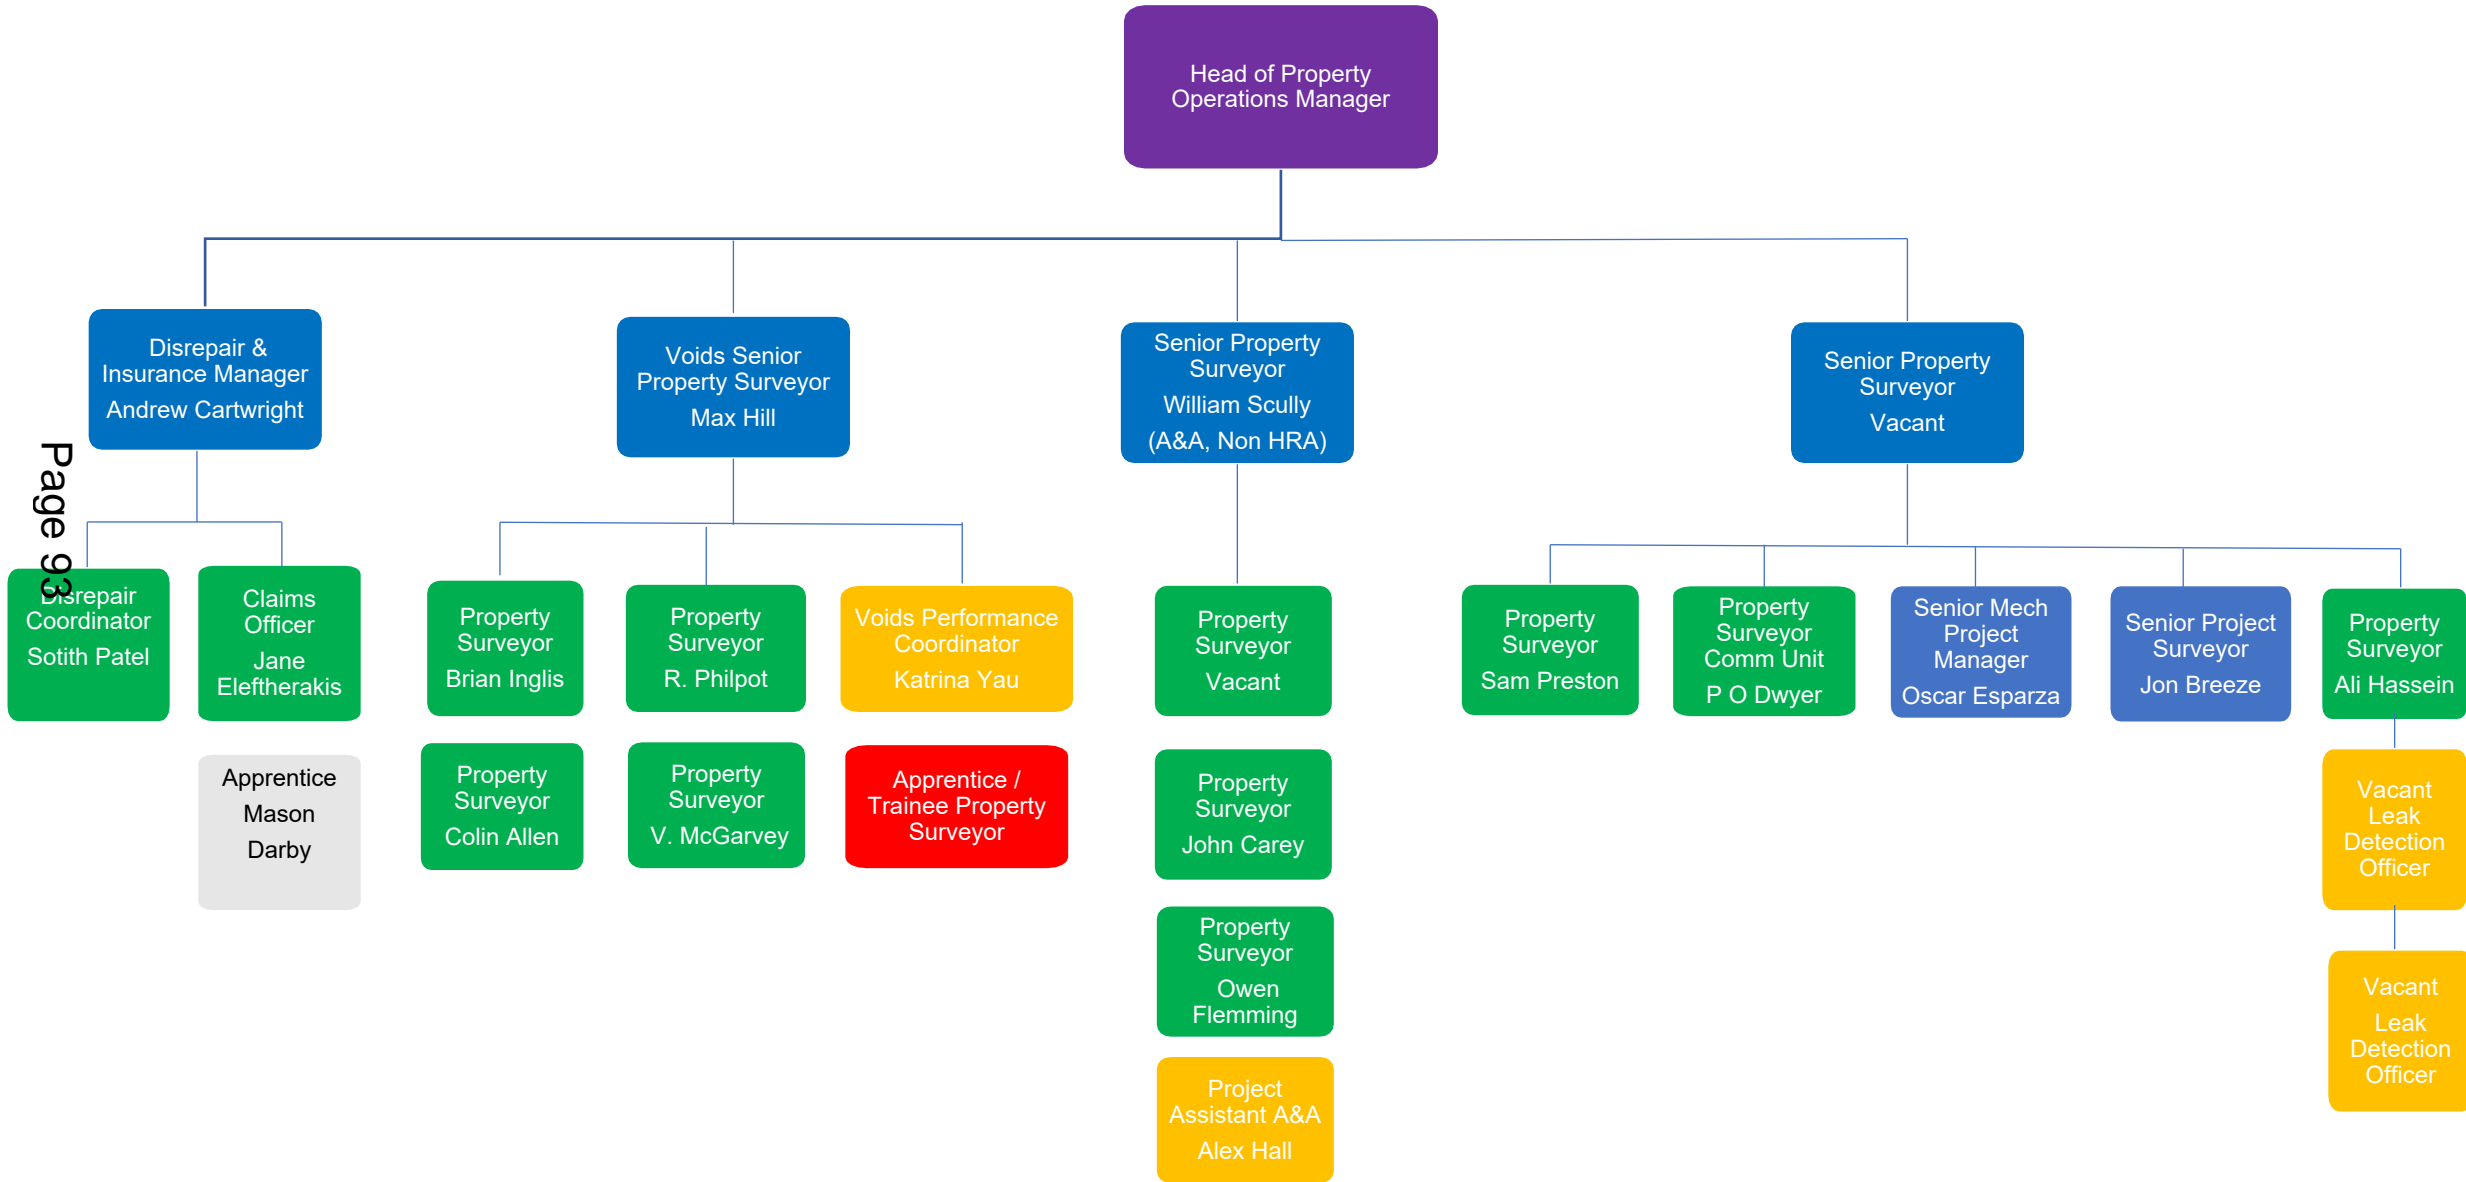 Head of Property
Operations Manager
Disrepair &
Insurance Manager
Andrew Cartwright
Voids Senior
Property Surveyor
Max Hill
Senior Property
Surveyor
William Scully
(A&A, Non HRA)
Senior Property
Surveyor
Vacant
Page 93
Disrepair
Coordinator
Sotith Patel
Claims
Officer
Jane
Eleftherakis
Apprentice
Mason
Darby
Property
Surveyor
Brian Inglis
Property
Surveyor
Colin Allen
Property
Surveyor
R. Philpot
Property
Surveyor
V. McGarvey
Voids Performance
Coordinator
Katrina Yau
Apprentice /
Trainee Property
Surveyor
Property
Surveyor
Vacant
Property
Surveyor
John Carey
Property
Surveyor
Owen
Flemming
Project
Assistant A&A
Alex Hall
Property
Surveyor
Sam Preston
Property
Surveyor
Comm Unit
P O Dwyer
Senior Mech
Project
Manager
Oscar Esparza
Senior Project
Surveyor
Jon Breeze
Property
Surveyor
Ali Hassein
Vacant
Leak
Detection
Officer
Vacant
Leak
Detection
Officer